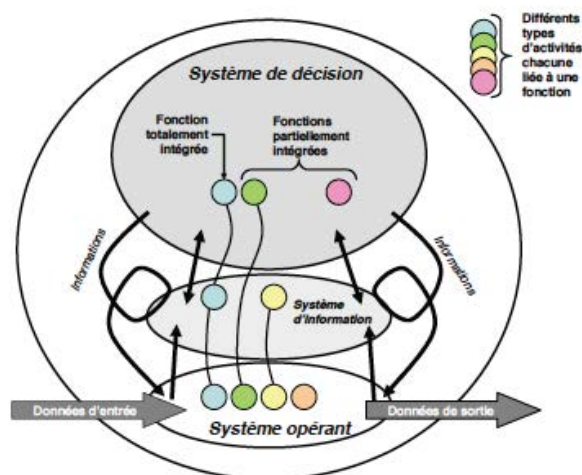 Différents
types
d'activités
chacune
liée à une
fonction
Système de décision
Fonction
totalement
intégrée
Fonctions
partiellement
intégrées
Informations
Informations
Système
d'Information
Données d'entrée
Données de sortie
Système opérant